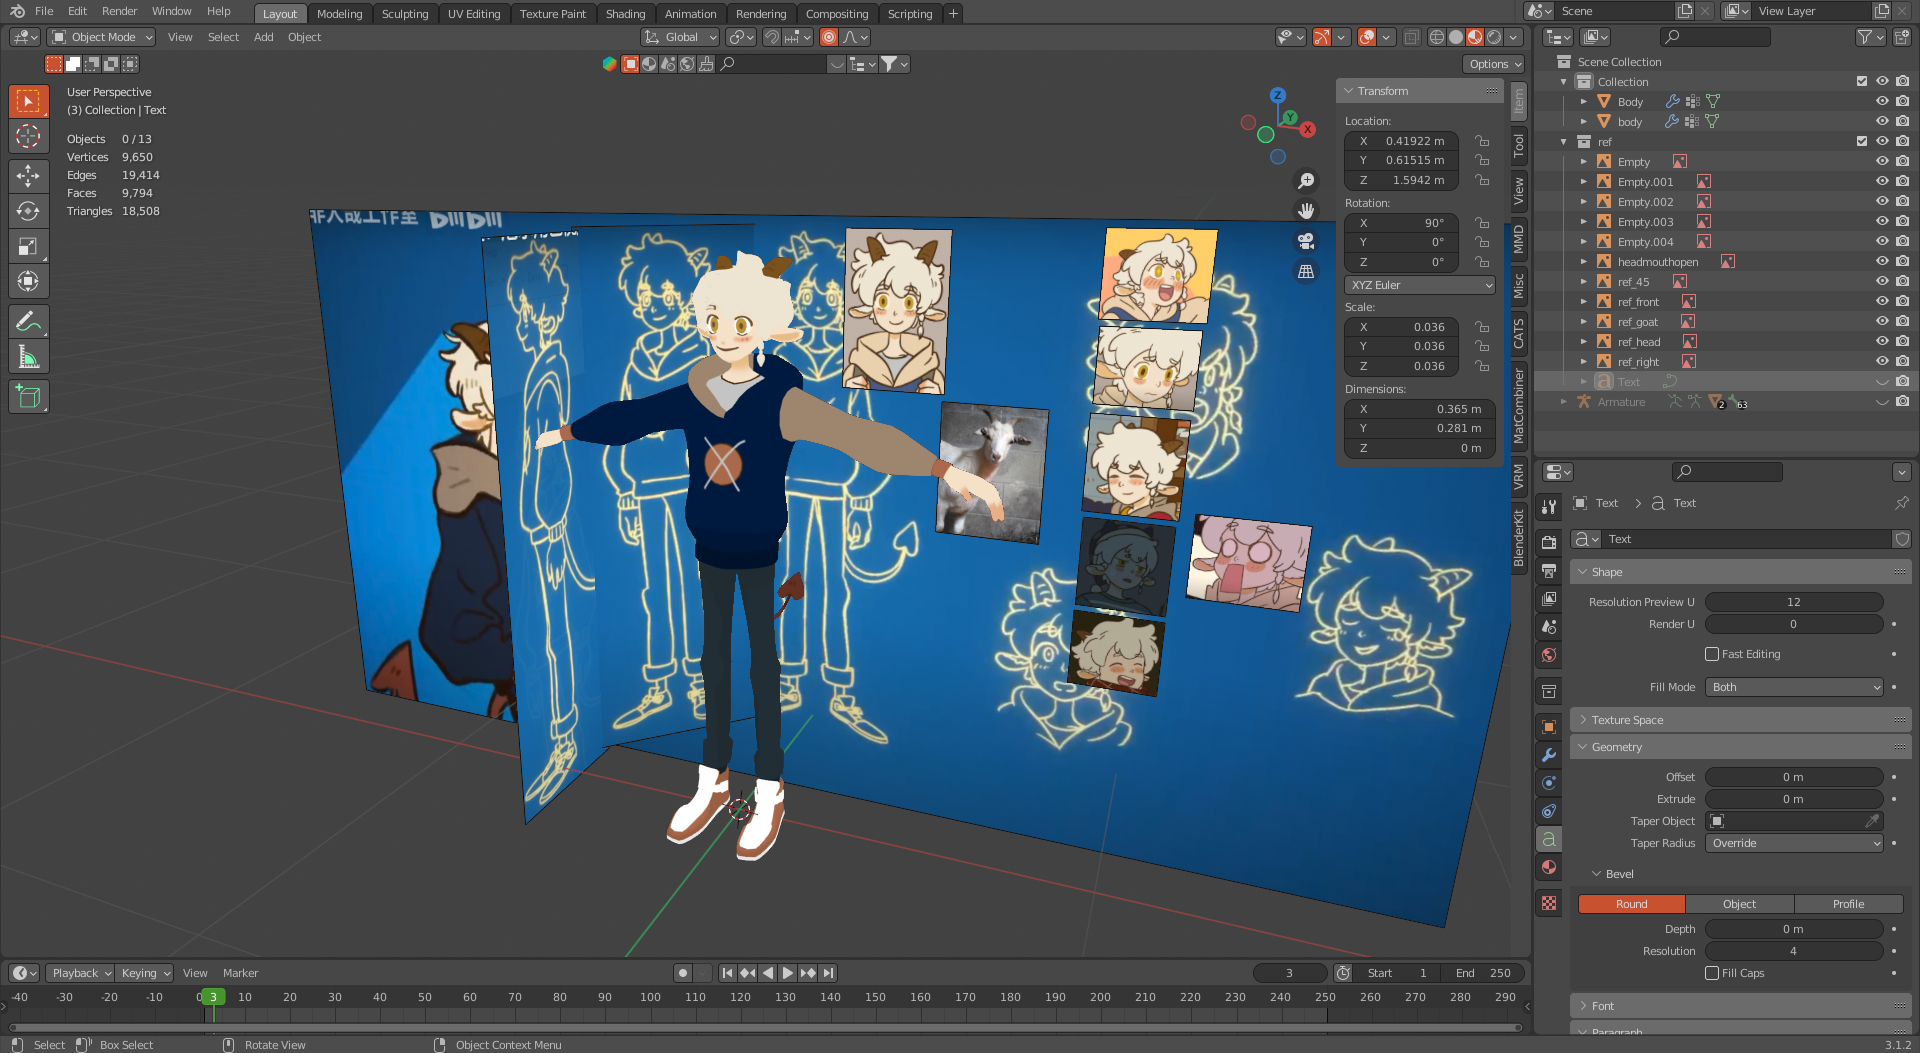 File Edit Render Window Help Layout Modeling Sculpting UV Editing Texture Paint Shading Animation Rendering Compositing Scripting + Scene View Layer
Object Mode View Select Add Object Global
Options
User Perspective
(3) Collection | Text
Objects 0 / 13
Vertices 9,650
Edges 19,414
Faces 9,794
Triangles 18,508
Z
Y
X
非人哉工作室 bilibili
Transform
Location:
X 0.41922 m
Y 0.61515 m
Z 1.5942 m
Rotation:
X 90°
Y 0°
Z 0°
XYZ Euler
Scale:
X 0.036
Y 0.036
Z 0.036
Dimensions:
X 0.365 m
Y 0.281 m
Z 0 m
Item
Tool
View
MMD
Misc
CATS
MatCombiner
VRM
BlenderKit
Scene Collection
Collection
Body
body
ref
Empty
Empty.001
Empty.002
Empty.003
Empty.004
headmouthopen
ref_45
ref_front
ref_goat
ref_head
ref_right
Text
Armature 2 63
Text Text
Text
Shape
Resolution Preview U 12
Render U 0
Fast Editing
Fill Mode Both
Texture Space
Geometry
Offset 0 m
Extrude 0 m
Taper Object
Taper Radius Override
Bevel
Round Object Profile
Depth 0 m
Resolution 4
Fill Caps
Font
Paragraph
Playback Keying View Marker 3 Start 1 End 250
-40 -30 -20 -10 0 3 10 20 30 40 50 60 70 80 90 100 110 120 130 140 150 160 170 180 190 200 210 220 230 240 250 260 270 280 290
Select Box Select Rotate View Object Context Menu 3.1.2